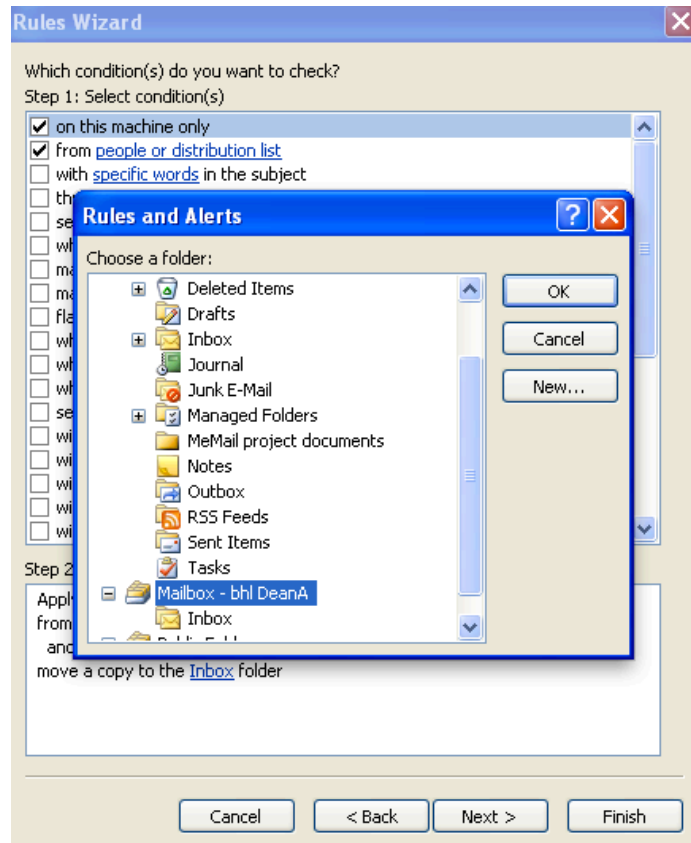 Rules Wizard
Which condition(s) do you want to check?
Step 1: Select condition(s)
on this machine only
from people or distribution list
with specific words in the subject
Rules and Alerts
Choose a folder:
Deleted Items
Drafts
Inbox
Journal
Junk E-Mail
Managed Folders
MeMail project documents
Notes
Outbox
RSS Feeds
Sent Items
Tasks
Mailbox - bhl DeanA
Inbox
OK
Cancel
New...
Step 2
from
and
move a copy to the Inbox folder
Cancel
< Back
Next >
Finish